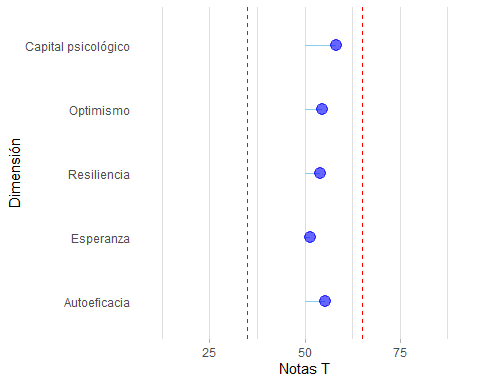 Dimensión
Capital psicológico
Optimismo
Resiliencia
Esperanza
Autoeficacia
25 50 75
Notas T